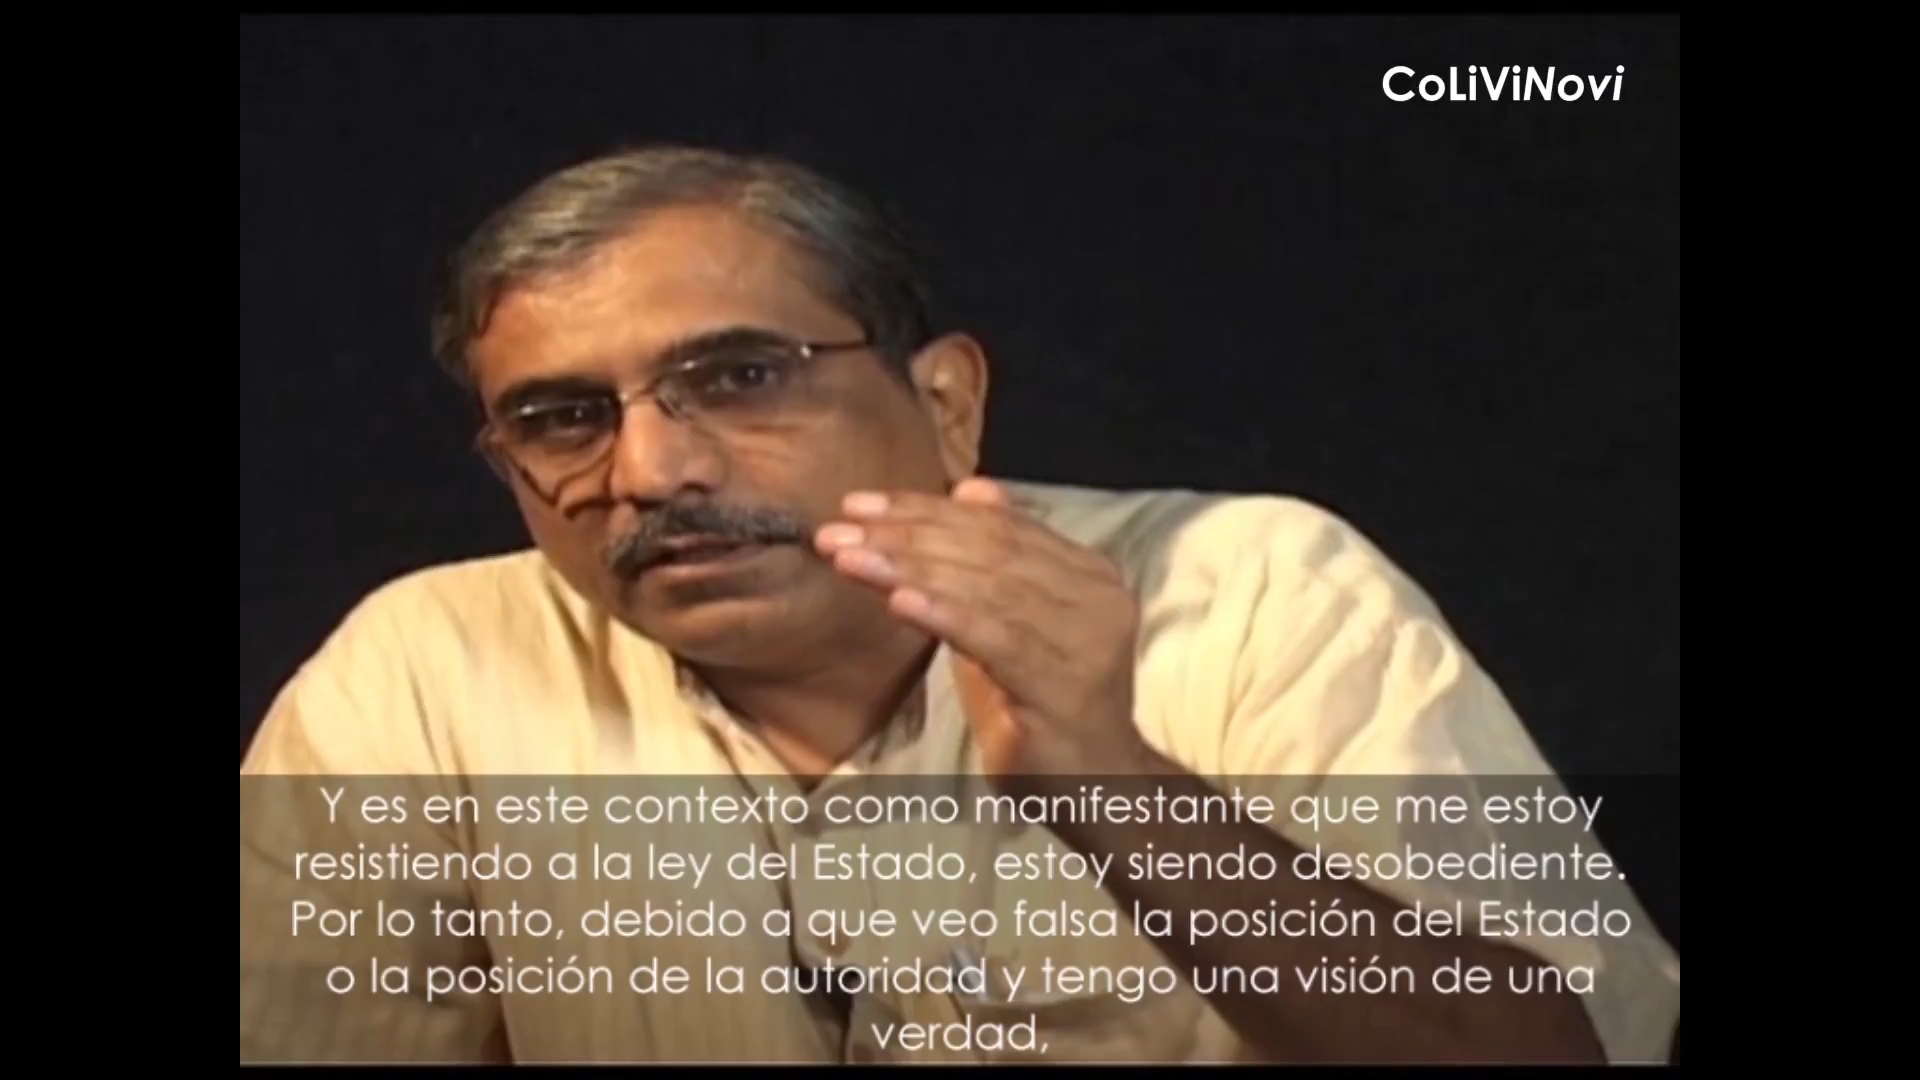 CoLiViNovi
Y es en este contexto como manifestante que me estoy
resistiendo a la ley del Estado, estoy siendo desobediente.
Por lo tanto, debido a que veo falsa la posición del Estado
o la posición de la autoridad y tengo una visión de una
verdad,